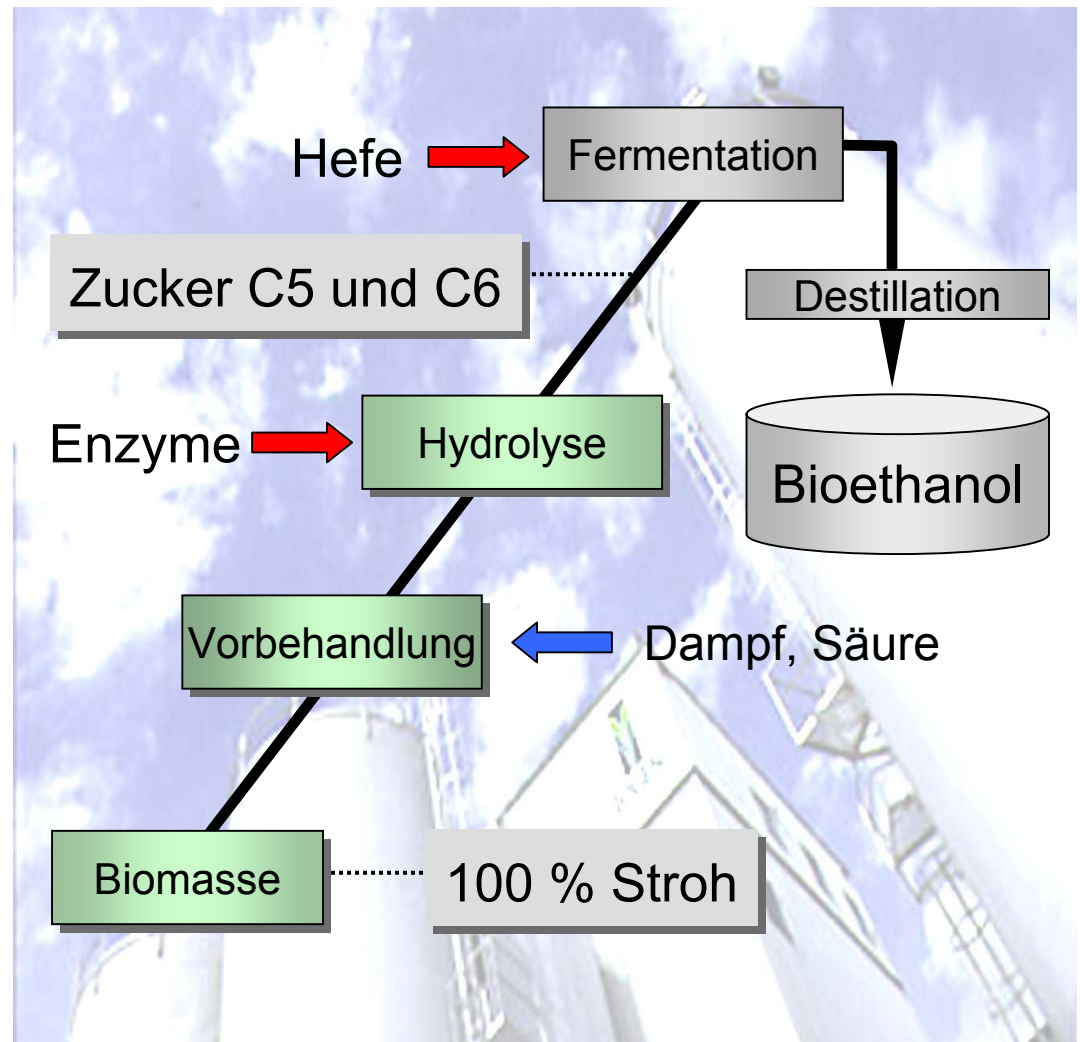 Hefe
Fermentation
Zucker C5 und C6
Destillation
Enzyme
Hydrolyse
Bioethanol
Vorbehandlung
Dampf, Säure
Biomasse
100 % Stroh